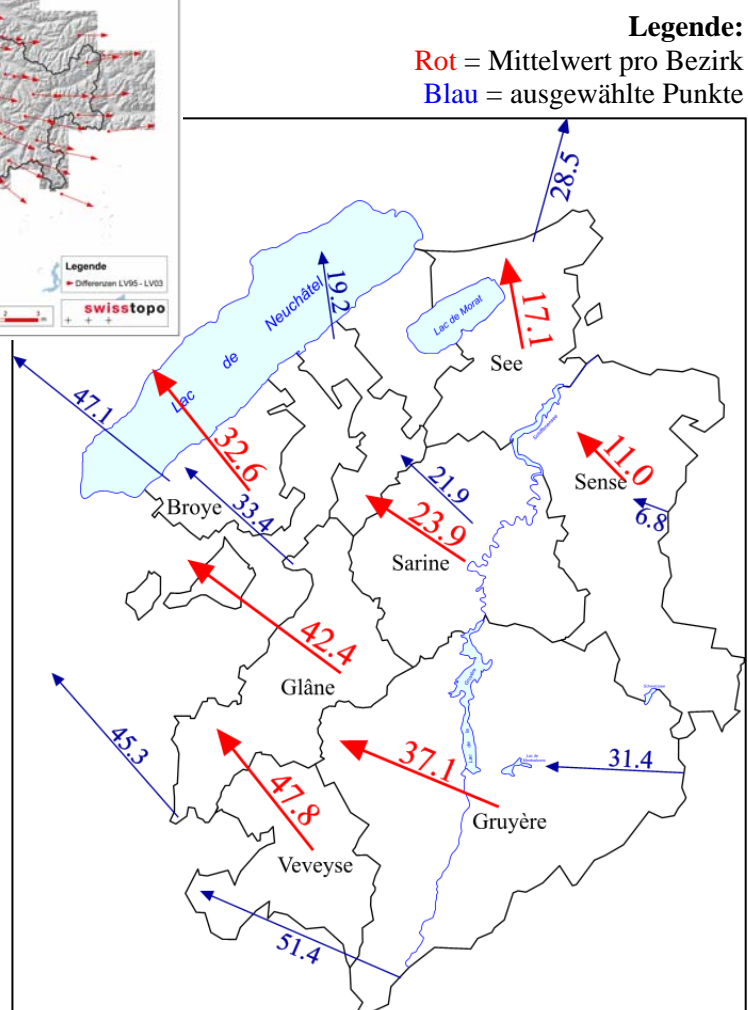 Legende:
Rot = Mittelwert pro Bezirk
Blau = ausgewählte Punkte
Legende
Differenzen LV95 - LV03
2 3
m
swisstopo
28.5
19.2
Lac de Neuchâtel
Lac de Morat
17.1
See
47.1
32.6
Broye
33.4
21.9
23.9
Sarine
11.0
Sense
6.8
42.4
Glâne
45.3
47.8
Veveyse
37.1
Gruyère
31.4
51.4